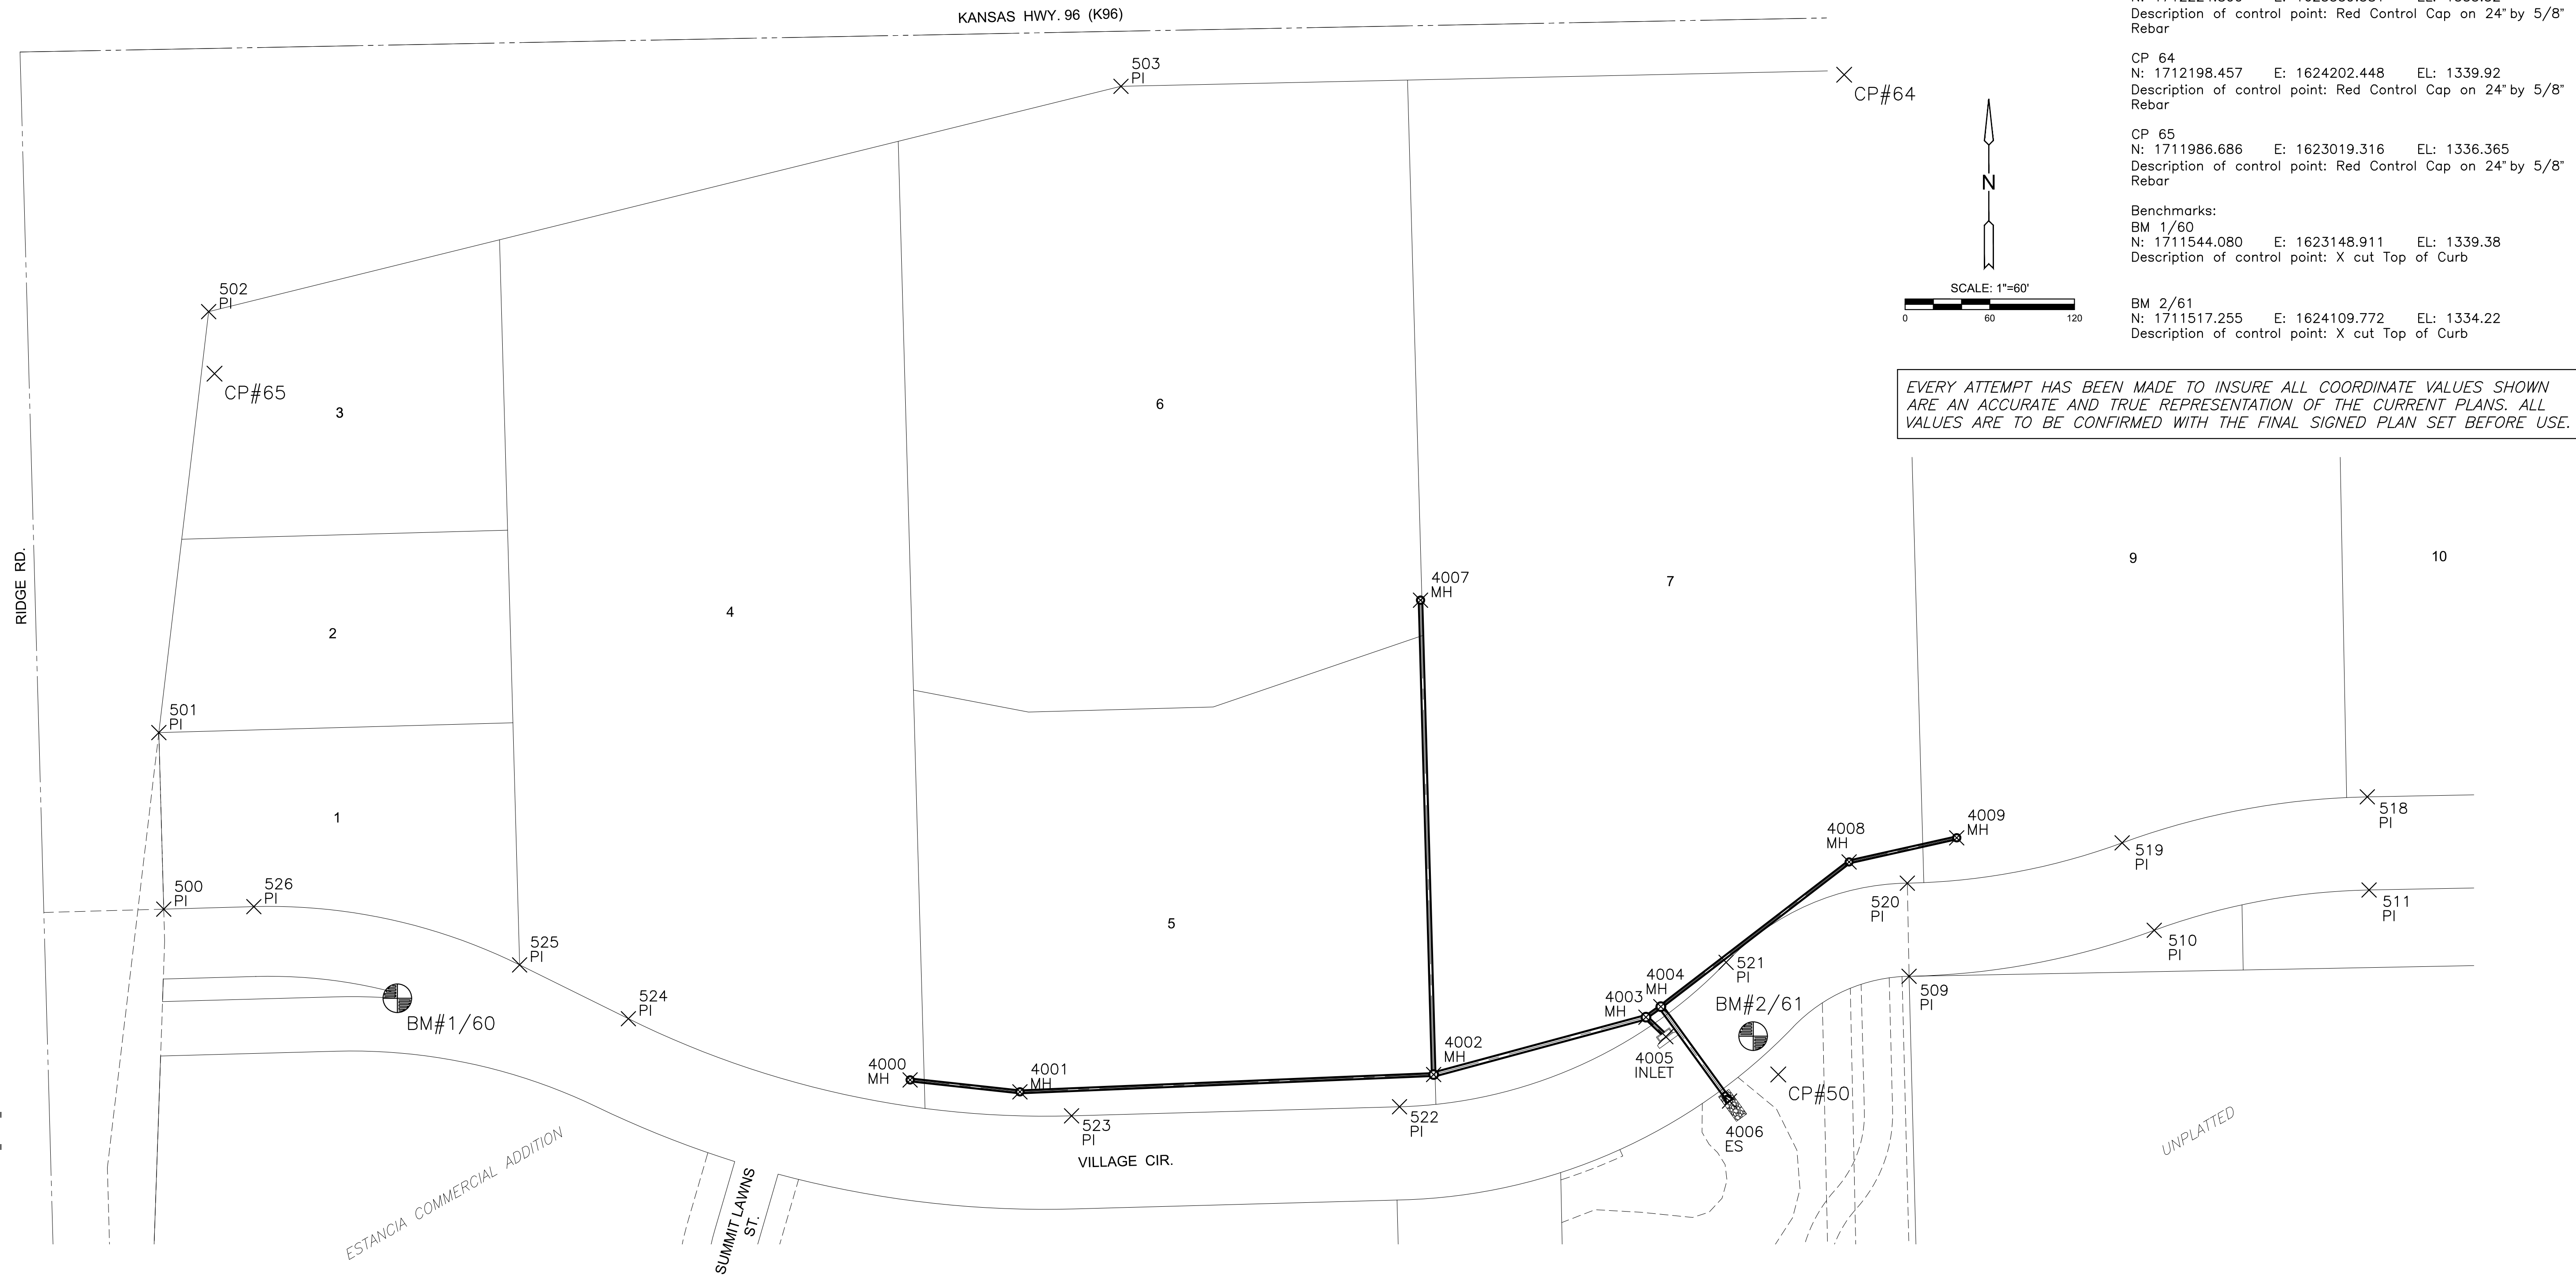 KANSAS HWY. 96 (K96)
Description of control point: Red Control Cap on 24" by 5/8"
Rebar
CP 64
N: 1712198.457 E: 1624202.448 EL: 1339.92
Description of control point: Red Control Cap on 24" by 5/8"
Rebar
CP 65
N: 1711986.686 E: 1623019.316 EL: 1336.365
Description of control point: Red Control Cap on 24" by 5/8"
Rebar
Benchmarks:
BM 1/60
N: 1711544.080 E: 1623148.911 EL: 1339.38
Description of control point: X cut Top of Curb
BM 2/61
N: 1711517.255 E: 1624109.772 EL: 1334.22
Description of control point: X cut Top of Curb
N
SCALE: 1"=60'
0 60 120
EVERY ATTEMPT HAS BEEN MADE TO INSURE ALL COORDINATE VALUES SHOWN
ARE AN ACCURATE AND TRUE REPRESENTATION OF THE CURRENT PLANS. ALL
VALUES ARE TO BE CONFIRMED WITH THE FINAL SIGNED PLAN SET BEFORE USE.
503
PI
CP#64
502
PI
CP#65
3
6
RIDGE RD.
2
4
4007
MH
7
9
10
501
PI
1
500
PI
526
PI
525
PI
524
PI
BM#1/60
5
4000
MH
4001
MH
4002
MH
4003
MH
4004
MH
4005
INLET
4006
ES
4008
MH
4009
MH
518
PI
519
PI
520
PI
511
PI
510
PI
509
PI
521
PI
BM#2/61
CP#50
522
PI
523
PI
VILLAGE CIR.
SUMMIT LAWNS
ST.
ESTANCIA COMMERCIAL ADDITION
UNPLATTED